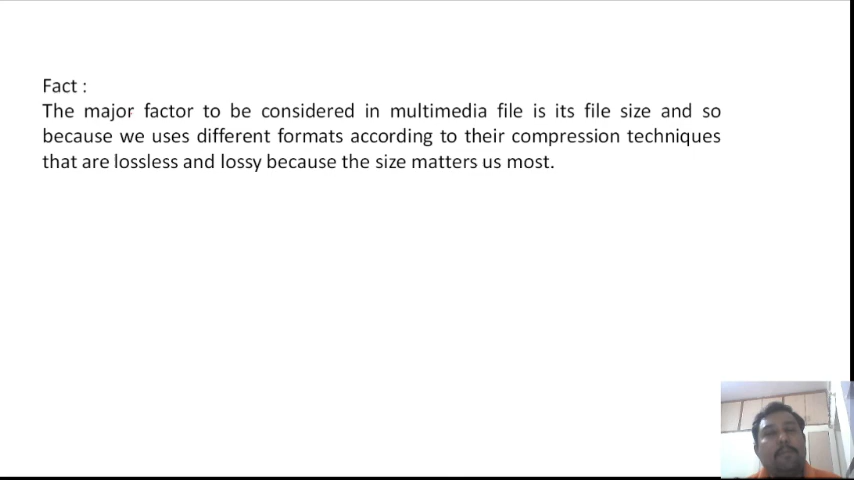 Fact :
The major factor to be considered in multimedia file is its file size and so
because we uses different formats according to their compression techniques
that are lossless and lossy because the size matters us most.